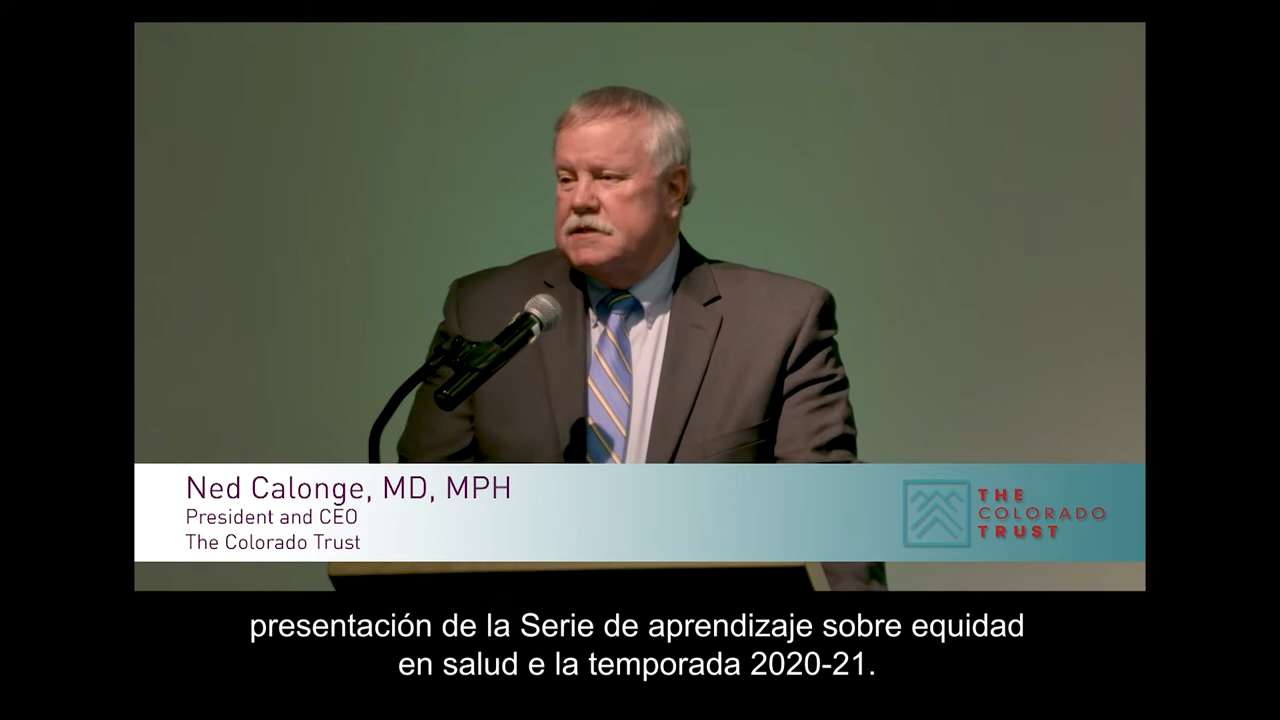 Ned Calonge, MD, MPH
President and CEO
The Colorado Trust
THE
COLORADO
TRUST
presentación de la Serie de aprendizaje sobre equidad
en salud e la temporada 2020-21.